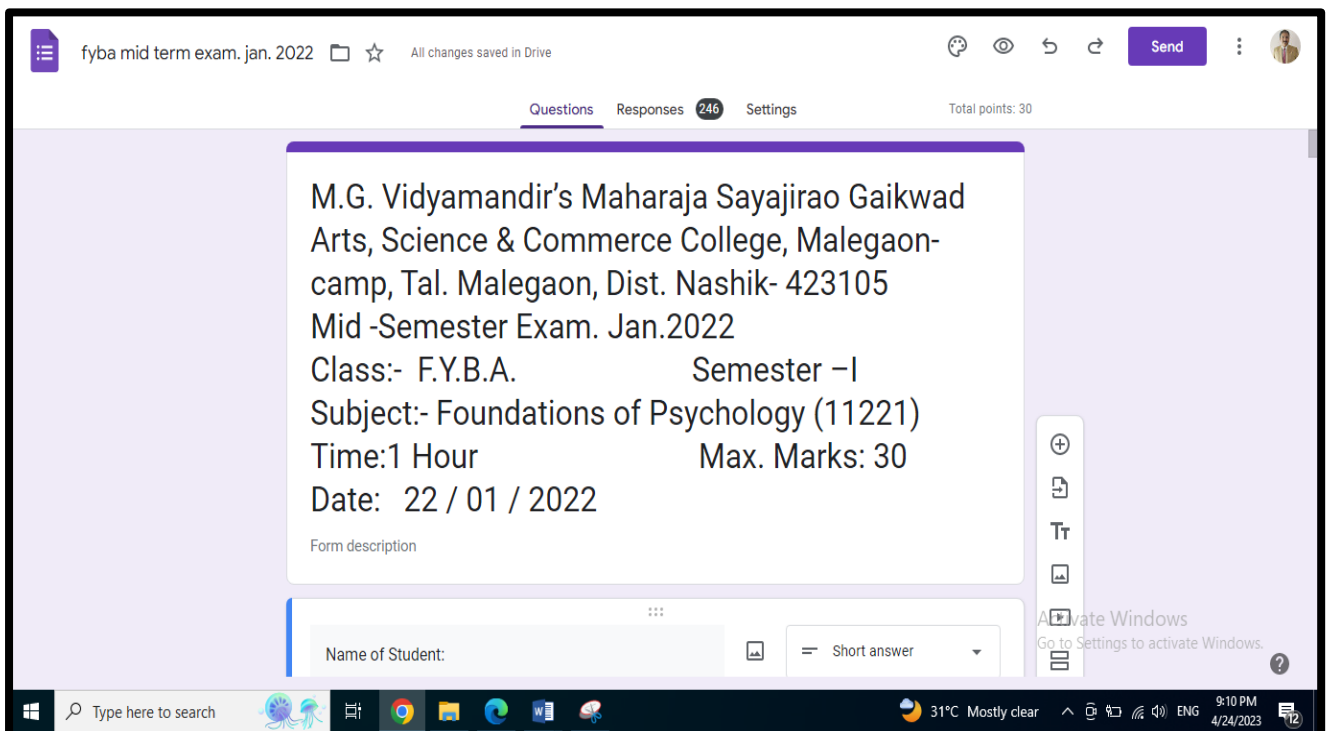 fyba mid term exam. jan. 2022 All changes saved in Drive Send
Questions Responses 246 Settings Total points: 30
M.G. Vidyamandir’s Maharaja Sayajirao Gaikwad
Arts, Science & Commerce College, Malegaon-
camp, Tal. Malegaon, Dist. Nashik- 423105
Mid -Semester Exam. Jan.2022
Class:- F.Y.B.A. Semester –I
Subject:- Foundations of Psychology (11221)
Time:1 Hour Max. Marks: 30
Date: 22 / 01 / 2022
Form description
Name of Student: Short answer
Activate Windows
Go to Settings to activate Windows.
Type here to search 31°C Mostly clear ENG 9:10 PM
4/24/2023 12